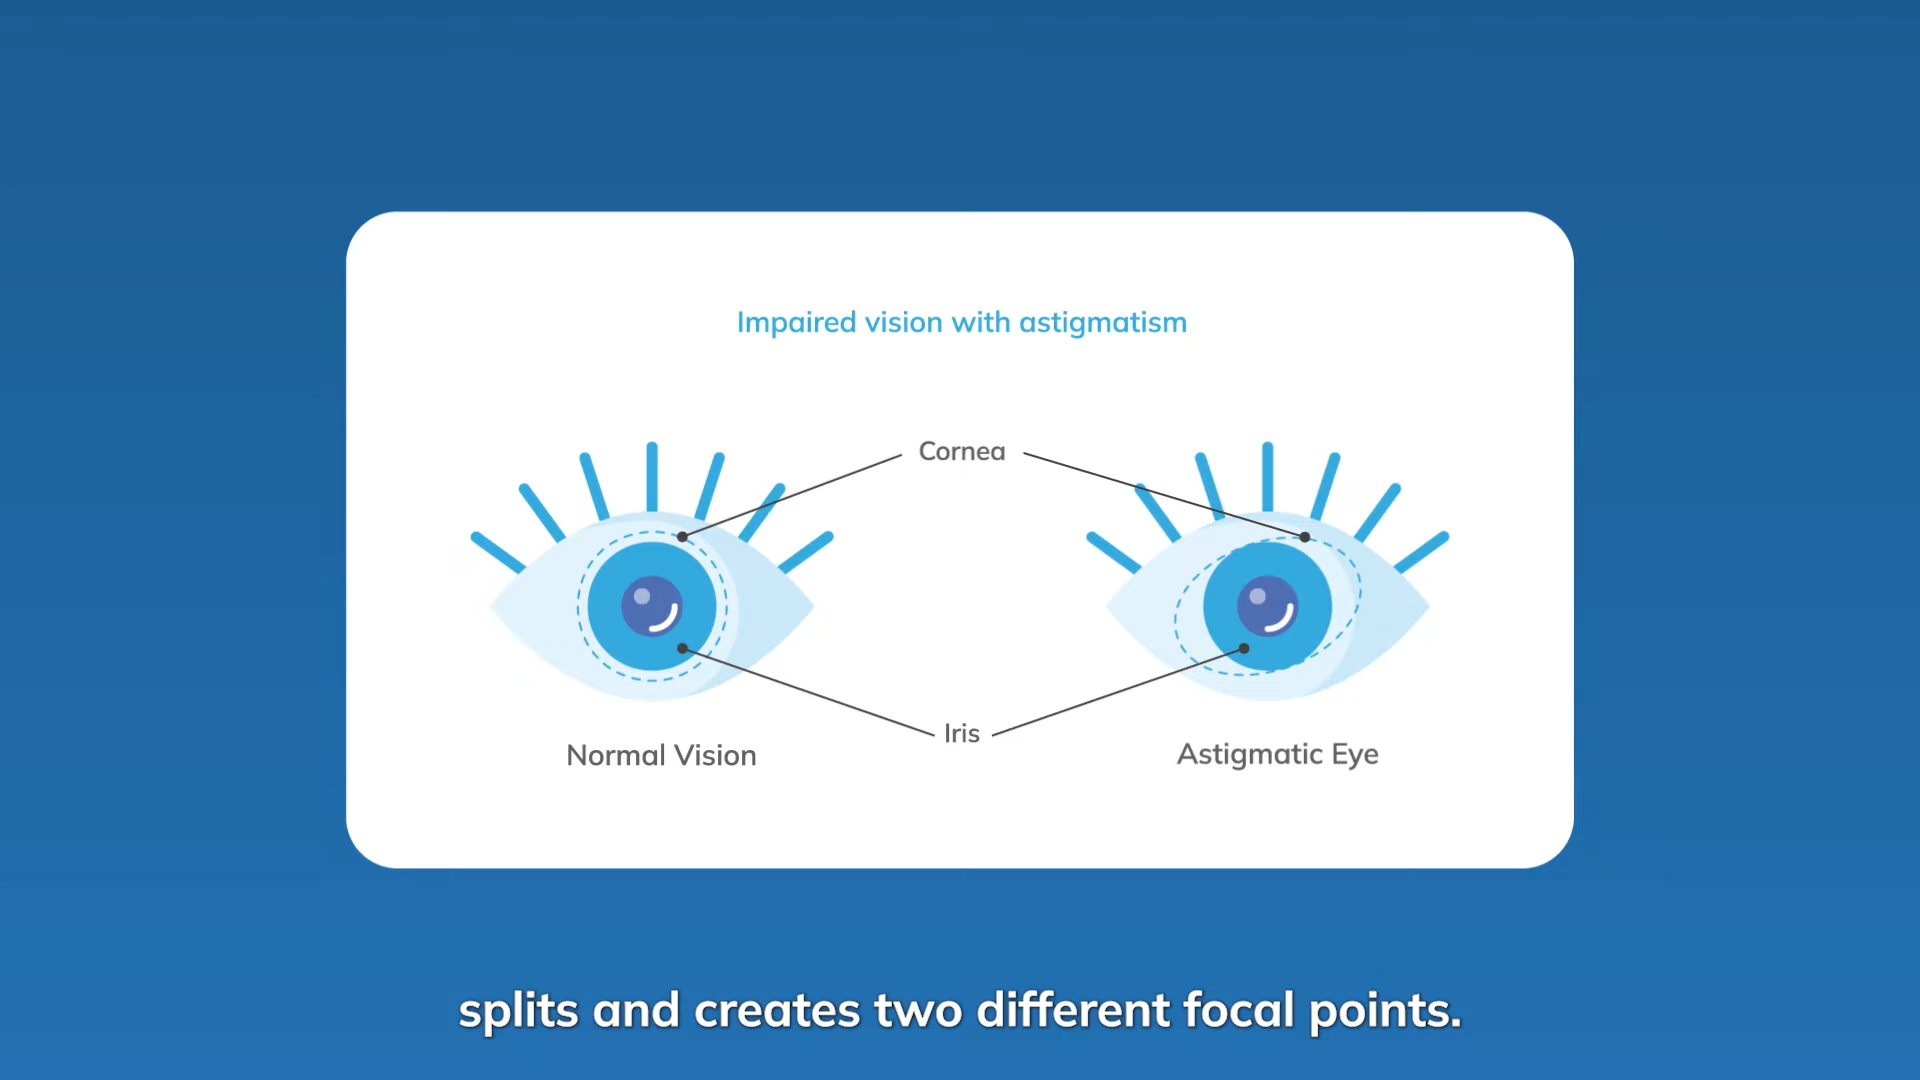 Impaired vision with astigmatism
Cornea
Iris
Normal Vision
Astigmatic Eye
splits and creates two different focal points.